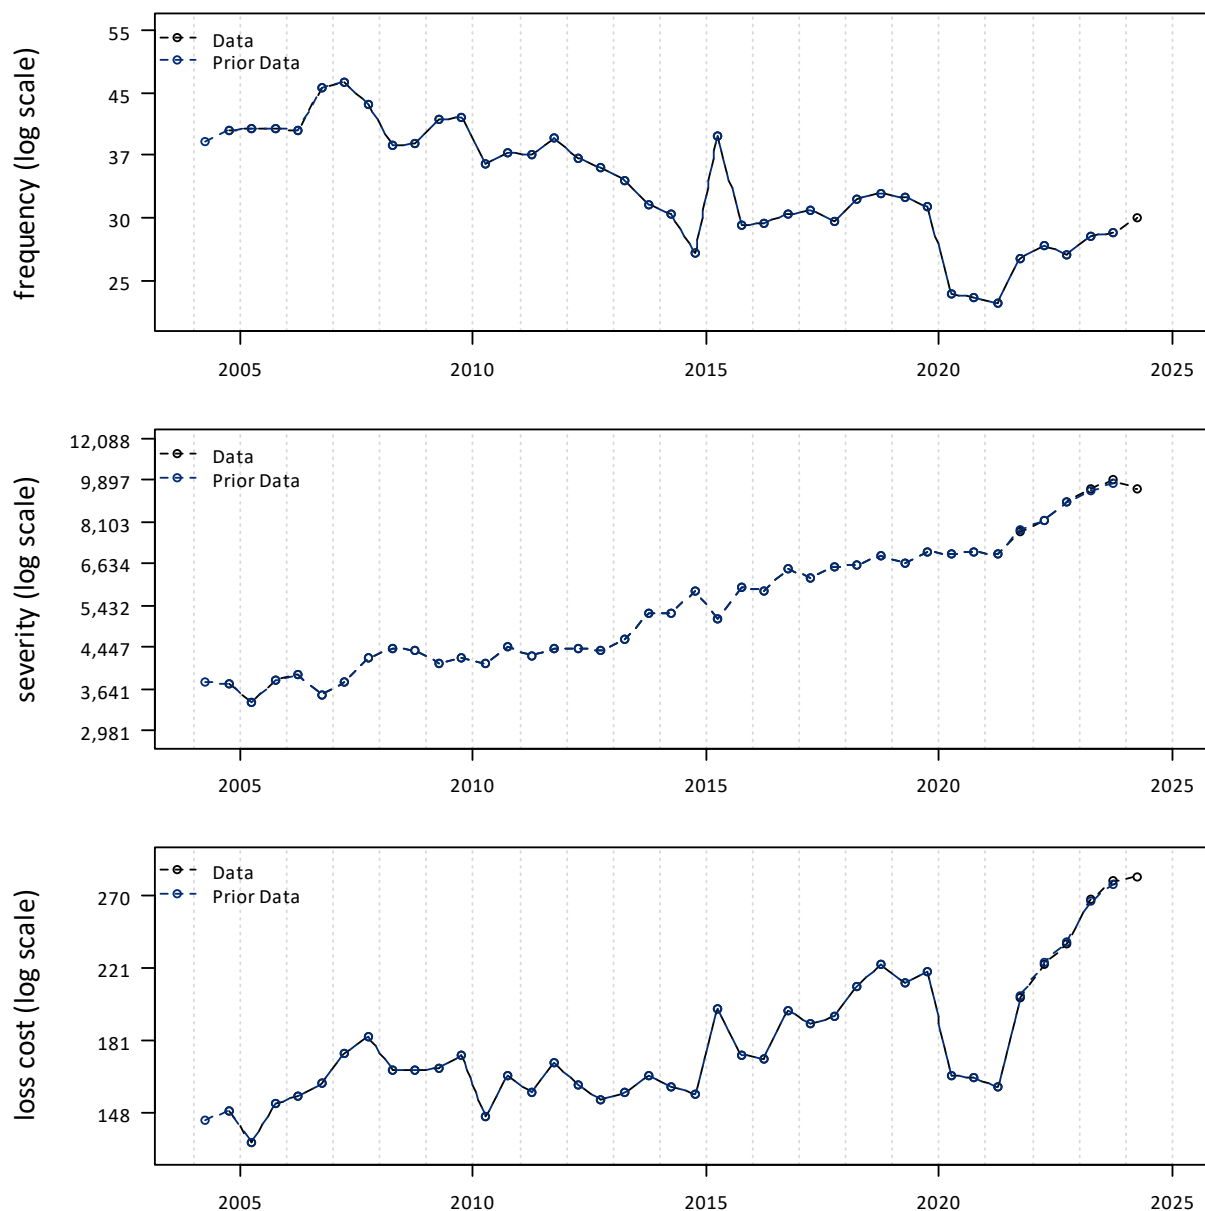 frequency (log scale)
55
45
37
30
25
Data
Prior Data
2005 2010 2015 2020 2025
severity (log scale)
12,088
9,897
8,103
6,634
5,432
4,447
3,641
2,981
Data
Prior Data
2005 2010 2015 2020 2025
loss cost (log scale)
270
221
181
148
Data
Prior Data
2005 2010 2015 2020 2025